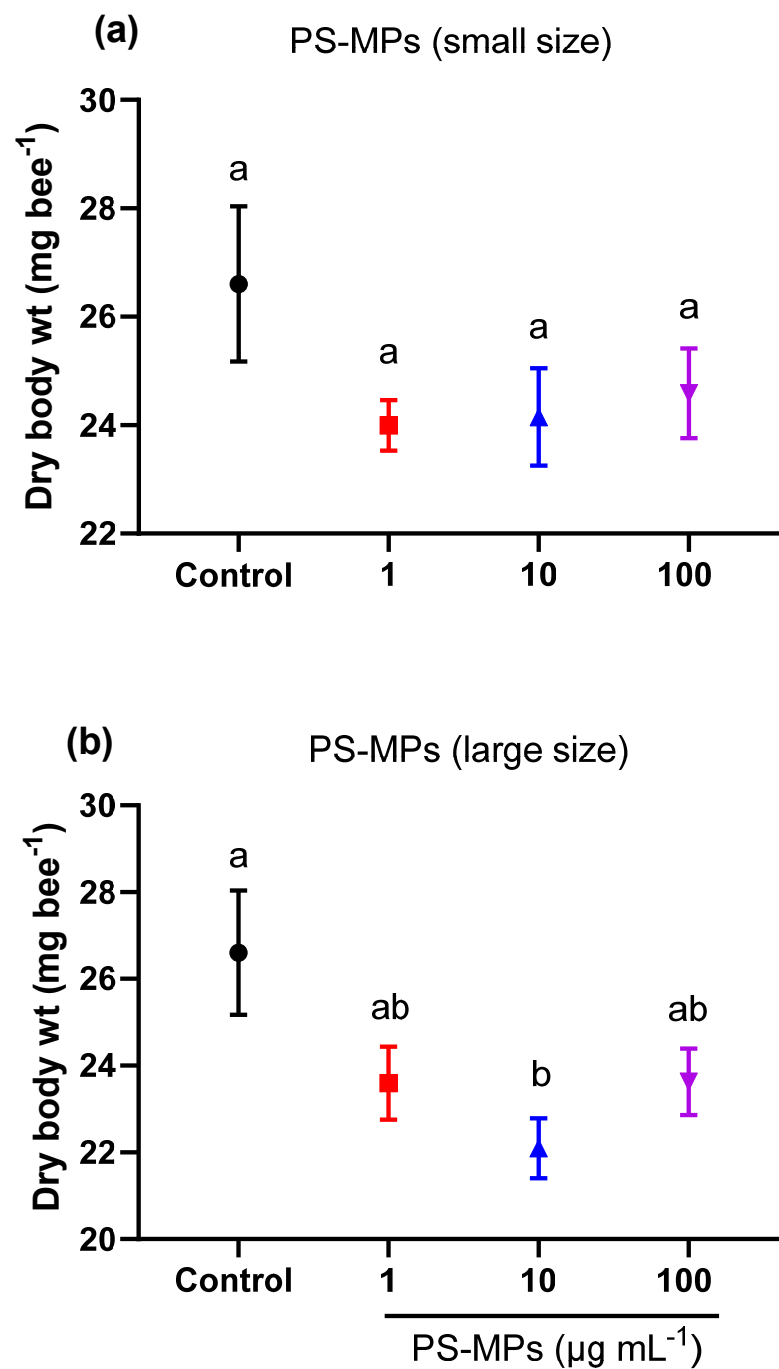 (a) PS-MPs (small size)
Dry body wt (mg bee⁻¹)
30
28
26
24
22
a
a
a
a
Control 1 10 100
(b) PS-MPs (large size)
Dry body wt (mg bee⁻¹)
30
28
26
24
22
20
a
ab
b
ab
Control 1 10 100
PS-MPs (µg mL⁻¹)